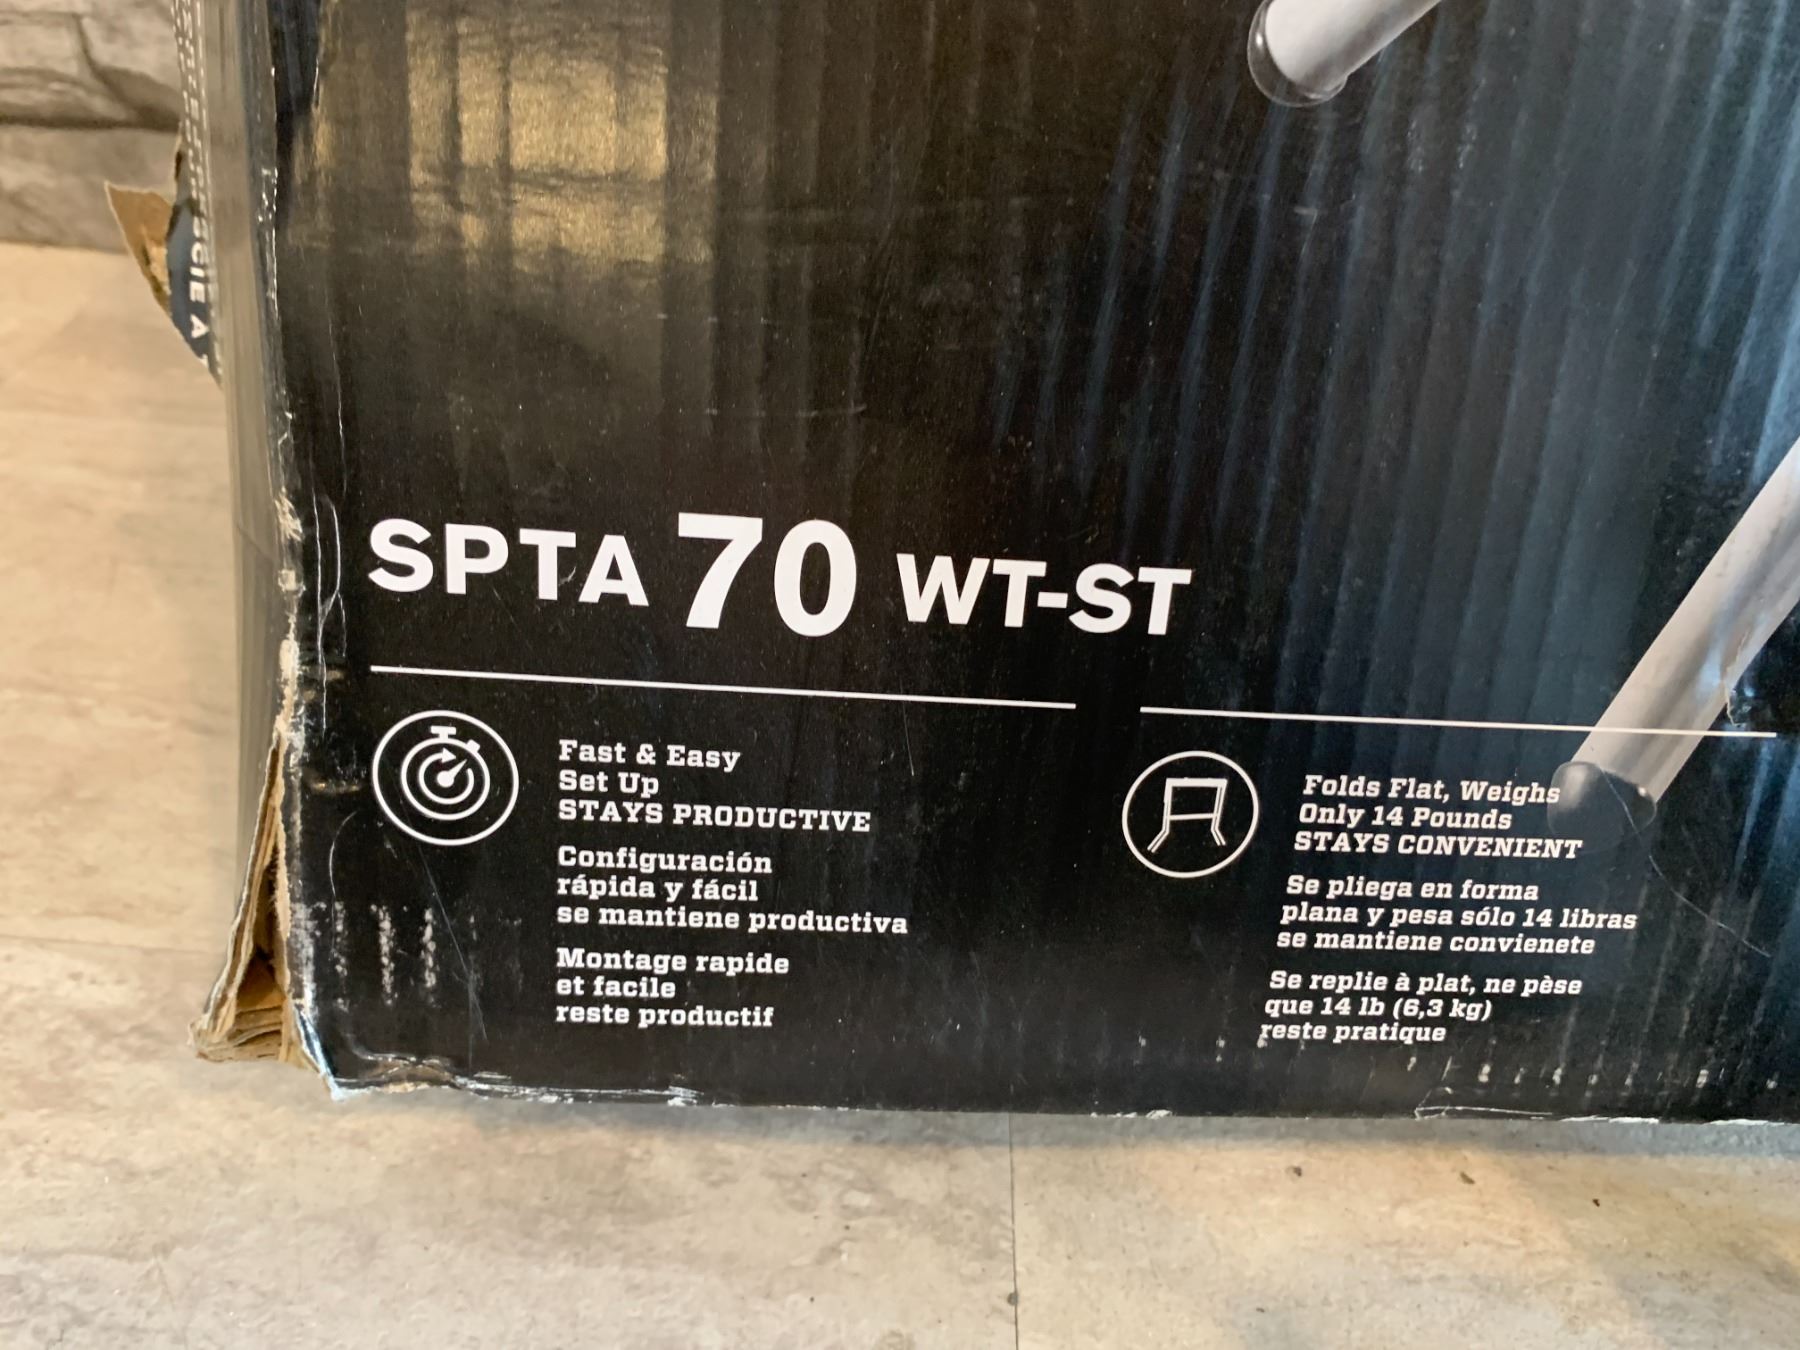 SCIE A
SPTA 70 WT-ST
Fast & Easy
Set Up
STAYS PRODUCTIVE
Configuración
rápida y fácil
se mantiene productiva
Montage rapide
et facile
reste productif
Folds Flat, Weighs
Only 14 Pounds
STAYS CONVENIENT
Se pliega en forma
plana y pesa sólo 14 libras
se mantiene convienete
Se replie à plat, ne pèse
que 14 lb (6,3 kg)
reste pratique